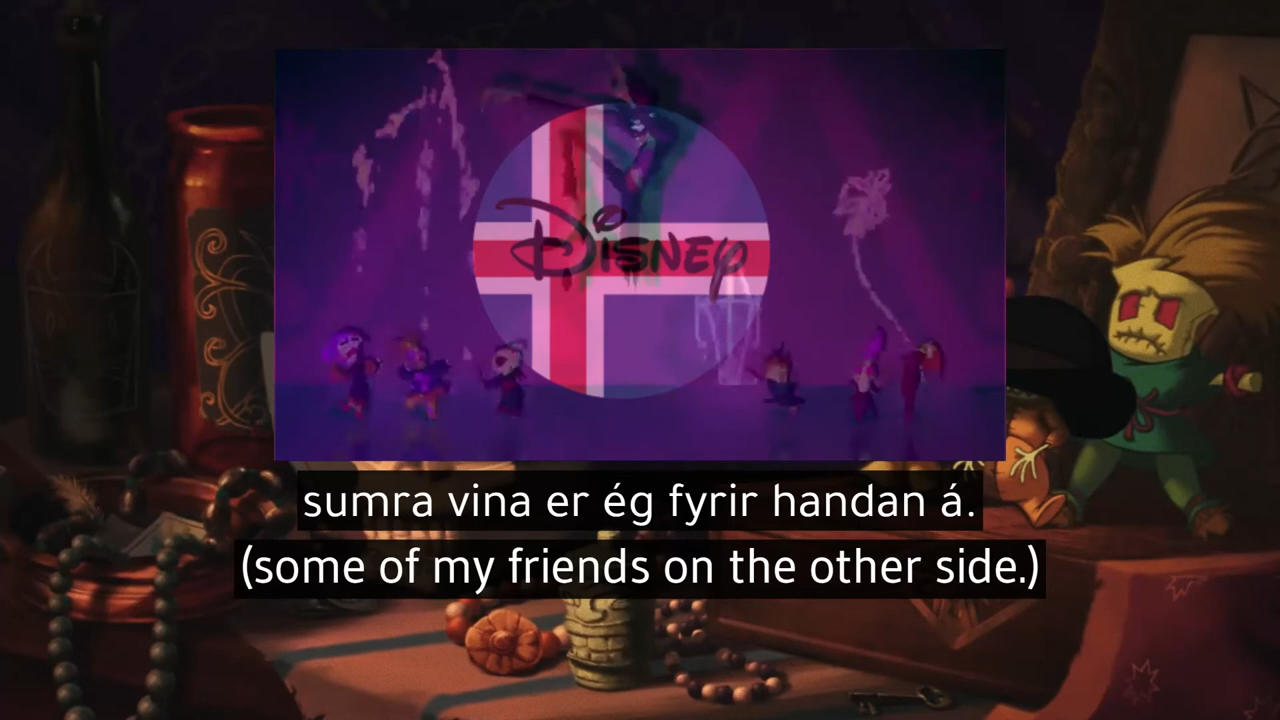 Disney
sumra vina er ég fyrir handan á.
(some of my friends on the other side.)